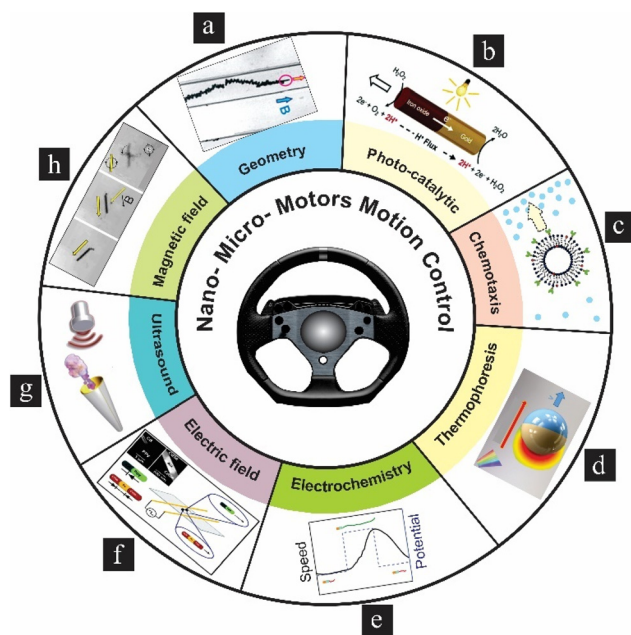 a
B
Geometry
b
H₂O₂
2e⁻ + O₂ + 2H⁺
Iron oxide
e⁻
Gold
2H₂O
H⁺ Flux
2H⁺ + 2e⁻ + H₂O₂
Photo-catalytic
c
Chemotaxis
d
Thermophoresis
e
Speed
Potential
Electrochemistry
f
Electric field
g
Ultrasound
h
B
Magnetic field
Nano- Micro- Motors Motion Control